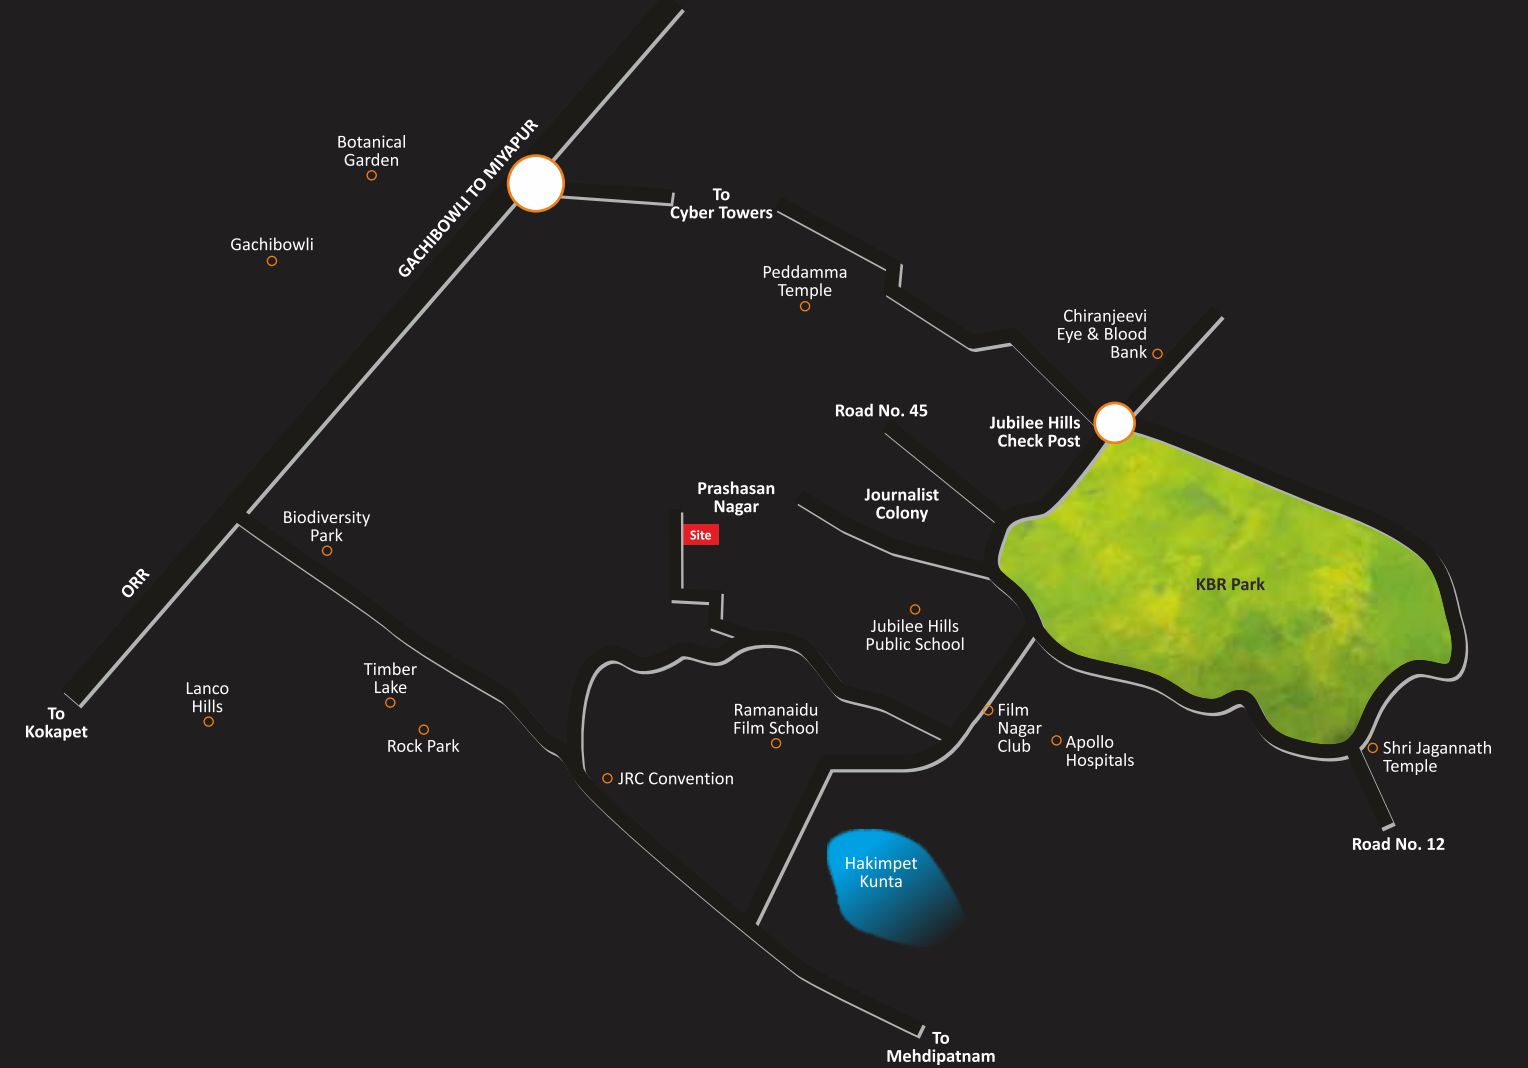 GACHIBOWLI TO MIYAPUR
Botanical
Garden
To
Cyber Towers
Gachibowli
Peddamma
Temple
Chiranjeevi
Eye & Blood
Bank
Road No. 45
Jubilee Hills
Check Post
Prashasan
Nagar
Journalist
Colony
Site
Biodiversity
Park
ORR
KBR Park
Jubilee Hills
Public School
Timber
Lake
Lanco
Hills
To
Kokapet
Rock Park
Ramanaidu
Film School
Film
Nagar
Club
Apollo
Hospitals
Shri Jagannath
Temple
JRC Convention
Road No. 12
Hakimpet
Kunta
To
Mehdipatnam